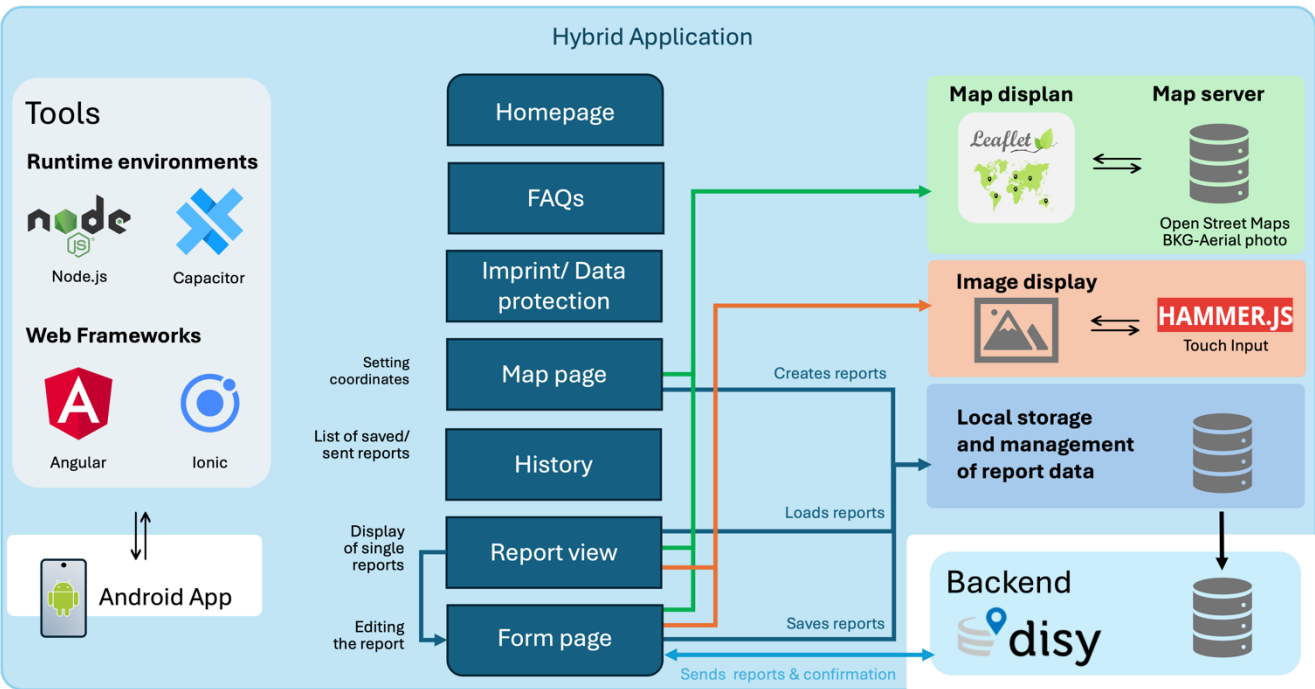 Hybrid Application
Tools
Runtime environments
node
JS
Node.js
Capacitor
Web Frameworks
A
Angular
Ionic
Android App
Homepage
FAQs
Imprint/ Data
protection
Setting
coordinates
Map page
List of saved/
sent reports
History
Display
of single
reports
Report view
Editing
the report
Form page
Creates reports
Loads reports
Saves reports
Sends reports & confirmation
Map displan
Leaflet
Map server
Open Street Maps
BKG-Aerial photo
Image display
HAMMER.JS
Touch Input
Local storage
and management
of report data
Backend
disy